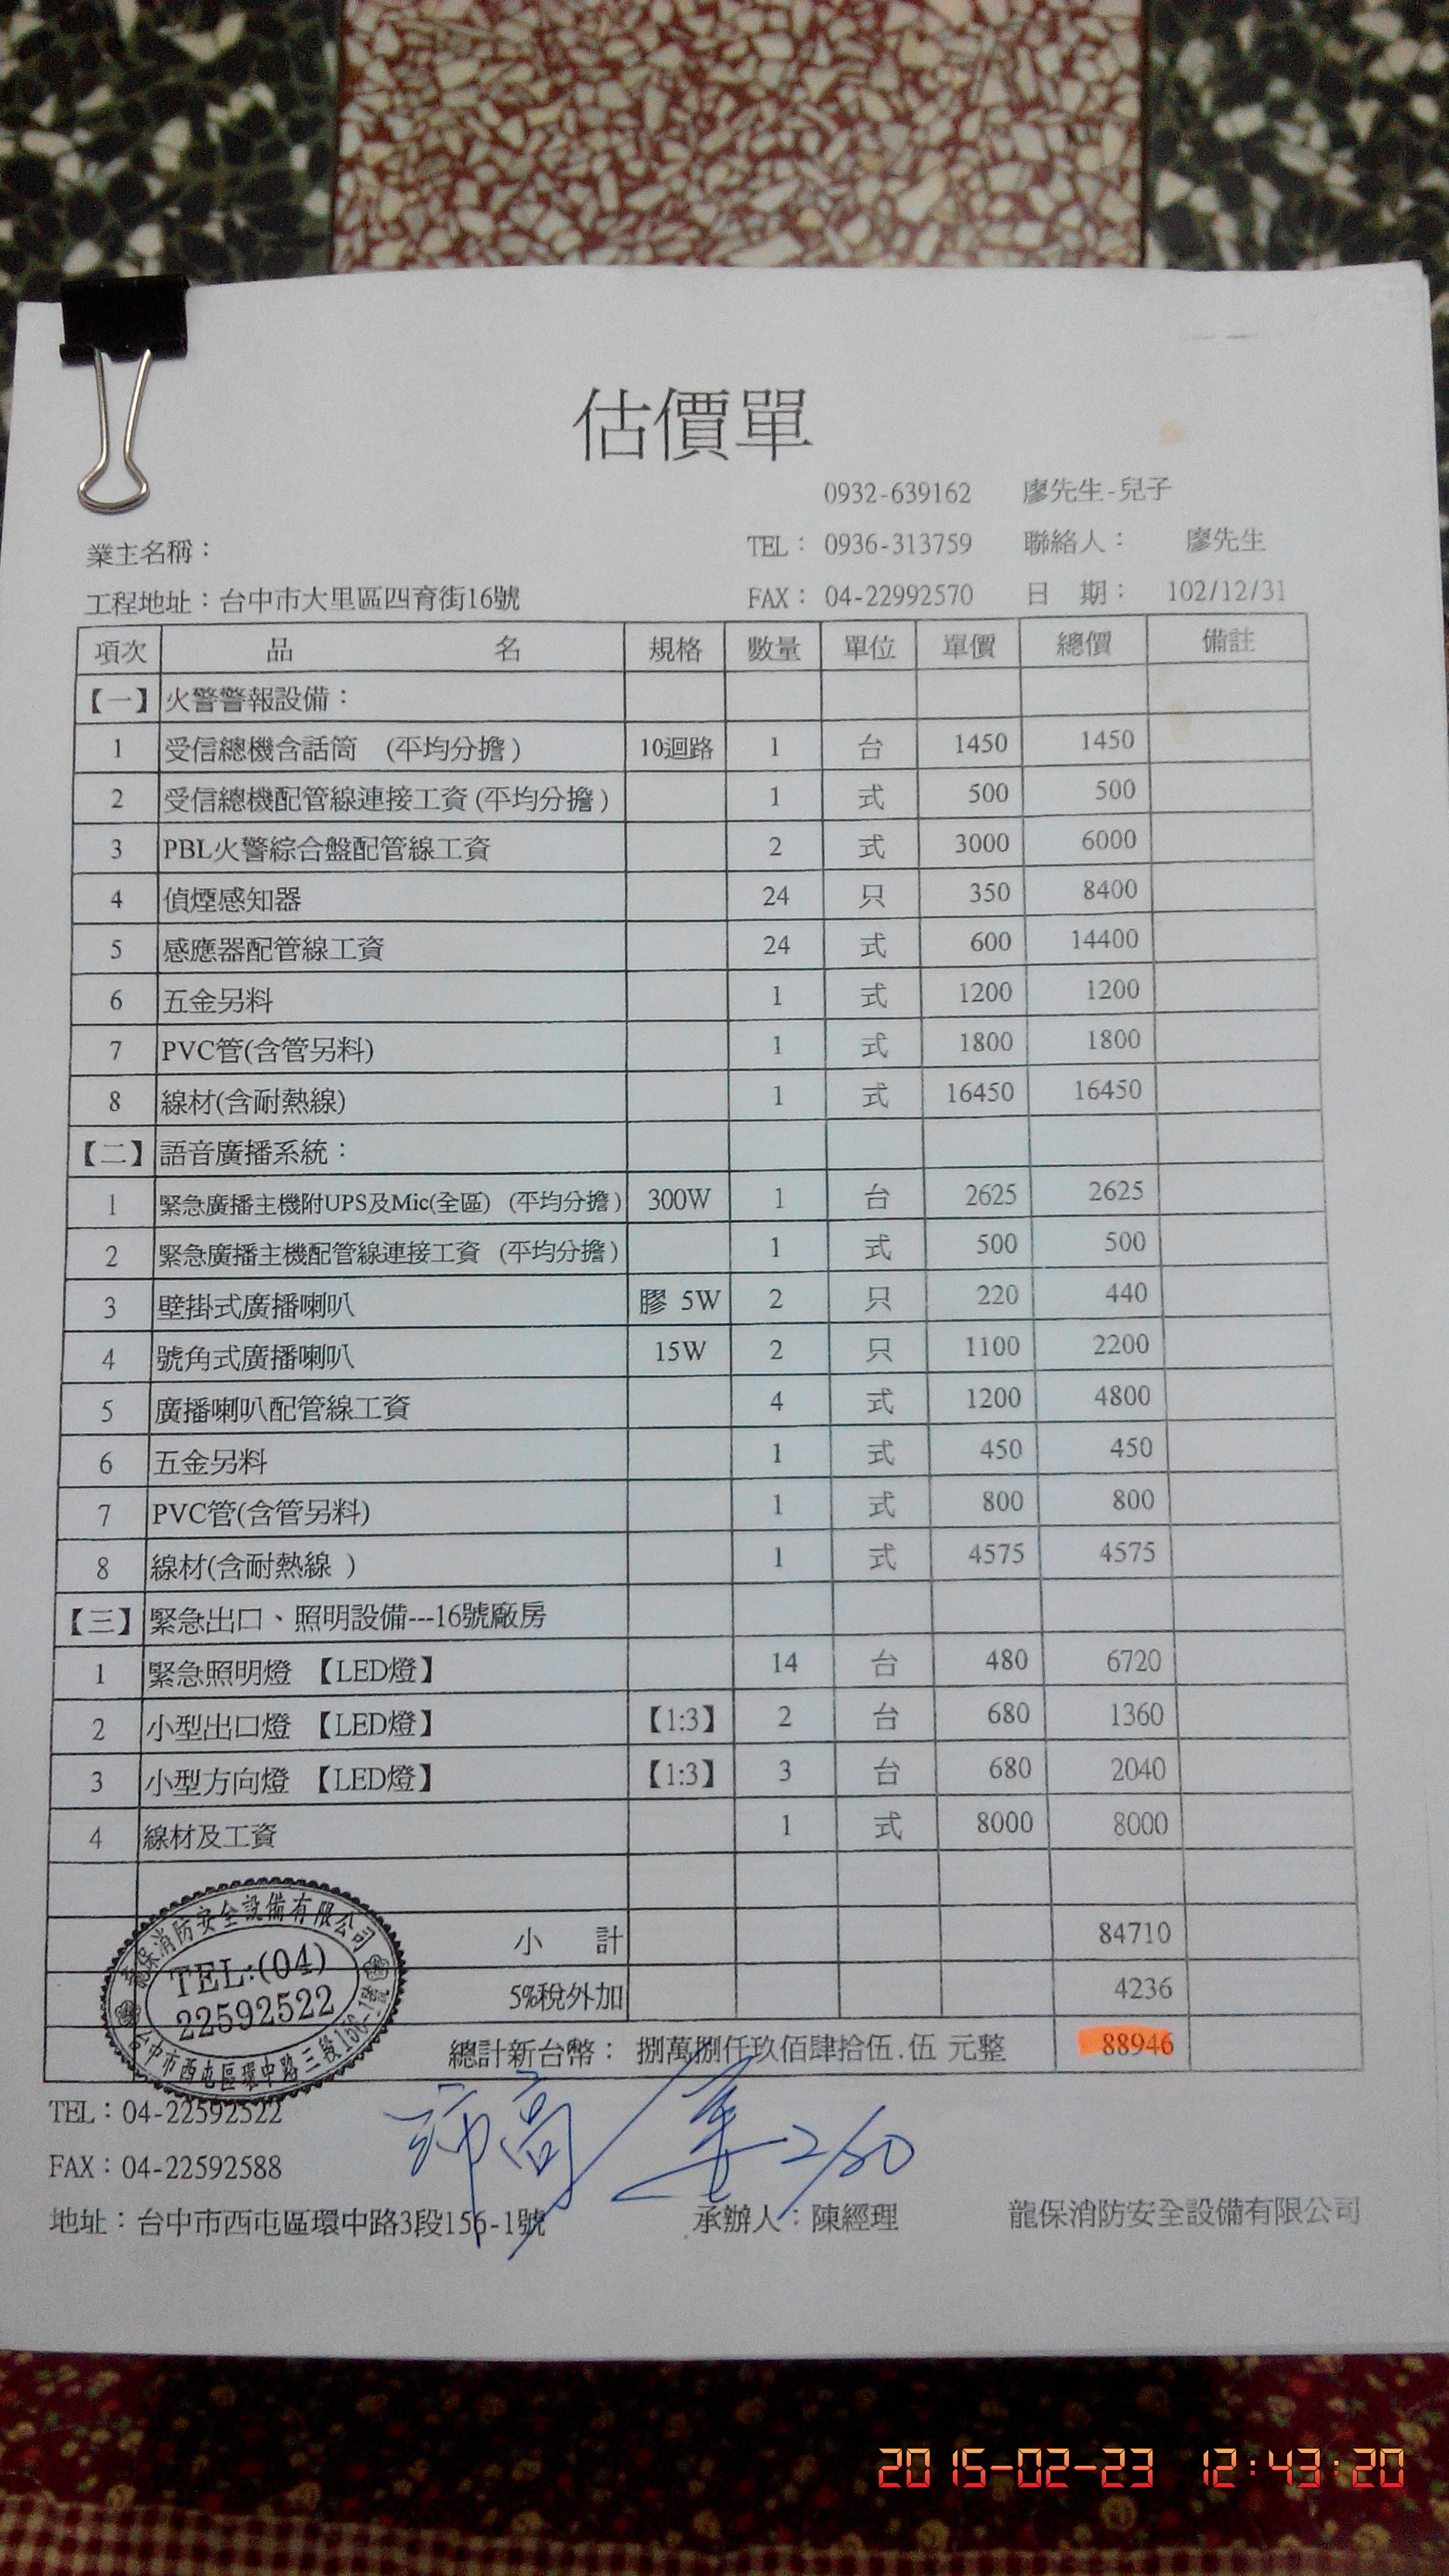 估價單
0932-639162 廖先生-兒子
業主名稱： TEL： 0936-313759 聯絡人： 廖先生
工程地址：台中市大里區四育街16號 FAX： 04-22992570 日 期： 102/12/31
項次 品 名 規格 數量 單位 單價 總價 備註
【一】 火警警報設備：
1 受信總機含話筒 (平均分擔) 10迴路 1 台 1450 1450
2 受信總機配管線連接工資 (平均分擔) 1 式 500 500
3 PBL火警綜合盤配管線工資 2 式 3000 6000
4 偵煙感知器 24 只 350 8400
5 感應器配管線工資 24 式 600 14400
6 五金另料 1 式 1200 1200
7 PVC管(含管另料) 1 式 1800 1800
8 線材(含耐熱線) 1 式 16450 16450
【二】 語音廣播系統：
1 緊急廣播主機附UPS及Mic(全區) (平均分擔) 300W 1 台 2625 2625
2 緊急廣播主機配管線連接工資 (平均分擔) 1 式 500 500
3 壁掛式廣播喇叭 膠 5W 2 只 220 440
4 號角式廣播喇叭 15W 2 只 1100 2200
5 廣播喇叭配管線工資 4 式 1200 4800
6 五金另料 1 式 450 450
7 PVC管(含管另料) 1 式 800 800
8 線材(含耐熱線 ) 1 式 4575 4575
【三】 緊急出口、照明設備---16號廠房
1 緊急照明燈 【LED燈】 14 台 480 6720
2 小型出口燈 【LED燈】 【1:3】 2 台 680 1360
3 小型方向燈 【LED燈】 【1:3】 3 台 680 2040
4 線材及工資 1 式 8000 8000
小 計 84710
5%稅外加 4236
總計新台幣： 捌萬捌仟玖佰肆拾伍.伍 元整 88946
龍保消防安全設備有限公司
TEL:(04)
22592522
台中市西屯區環中路三段156-1號
TEL：04-22592522
FAX：04-22592588
地址：台中市西屯區環中路3段156-1號 承辦人：陳經理 龍保消防安全設備有限公司
2015-02-23 12:43:20